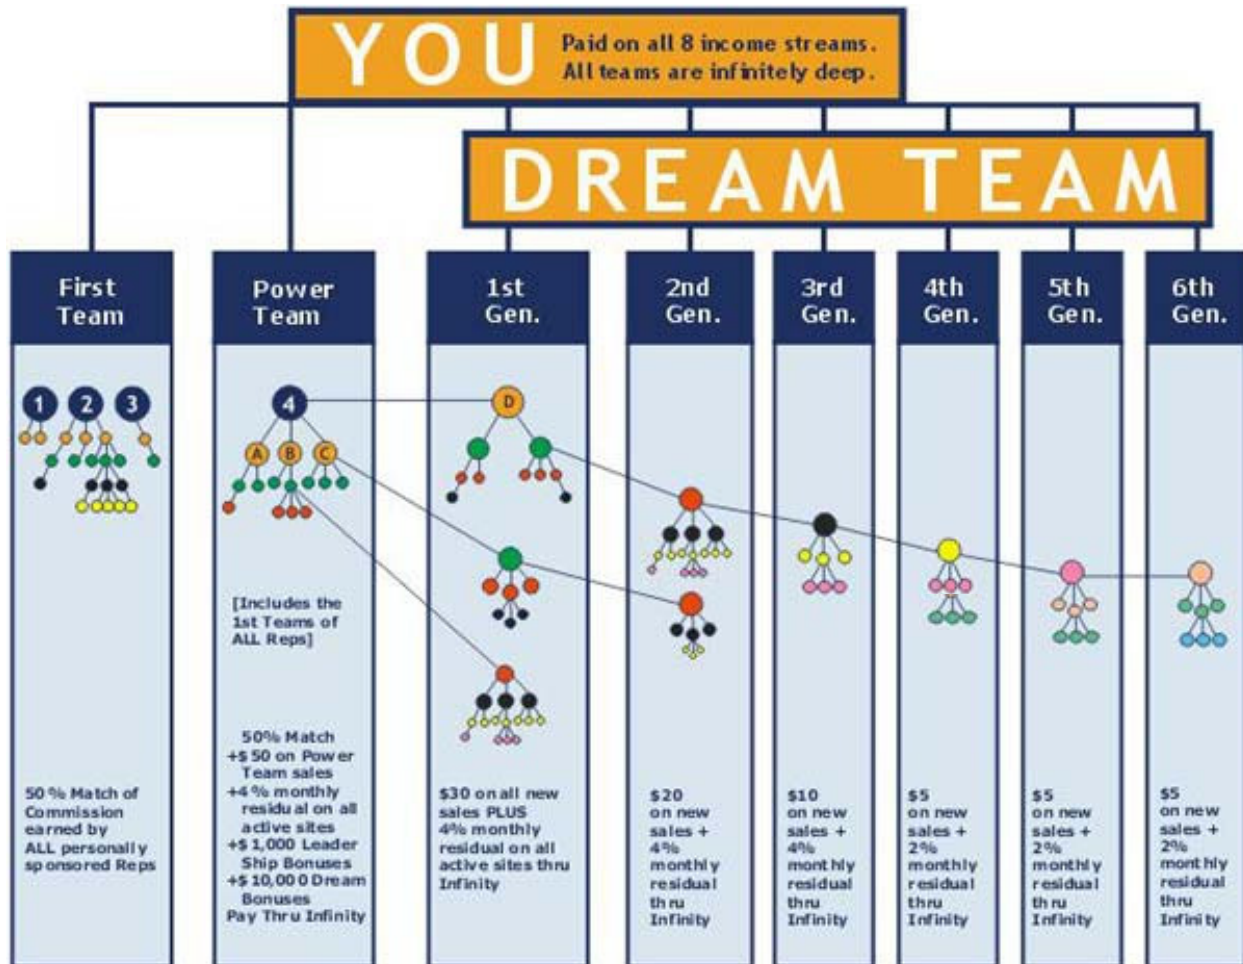 YOU
Paid on all 8 income streams.
All teams are infinitely deep.
DREAM TEAM
First
Team
1
2
3
50% Match of
Commission
earned by
ALL personally
sponsored Reps
Power
Team
4
A
B
C
[Includes the
1st Teams of
ALL Reps]
50% Match
+$50 on Power
Team sales
+4% monthly
residual on all
active sites
+$1,000 Leader
Ship Bonuses
+$10,000 Dream
Bonuses
Pay Thru Infinity
1st
Gen.
D
$30 on all new
sales PLUS
4% monthly
residual on all
active sites thru
Infinity
2nd
Gen.
$20
on new
sales +
4%
monthly
residual
thru
Infinity
3rd
Gen.
$10
on new
sales +
4%
monthly
residual
thru
Infinity
4th
Gen.
$5
on new
sales +
2%
monthly
residual
thru
Infinity
5th
Gen.
$5
on new
sales +
2%
monthly
residual
thru
Infinity
6th
Gen.
$5
on new
sales +
2%
monthly
residual
thru
Infinity